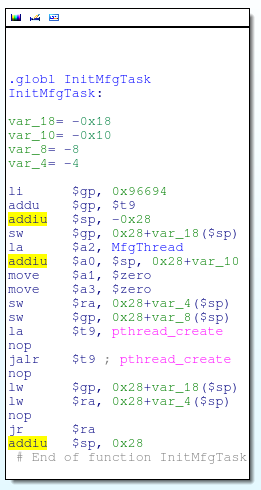 .globl InitMfgTask
InitMfgTask:
var_18= -0x18
var_10= -0x10
var_8= -8
var_4= -4
li $gp, 0x96694
addu $gp, $t9
addiu $sp, -0x28
sw $gp, 0x28+var_18($sp)
la $a2, MfgThread
addiu $a0, $sp, 0x28+var_10
move $a1, $zero
move $a3, $zero
sw $ra, 0x28+var_4($sp)
sw $gp, 0x28+var_8($sp)
la $t9, pthread_create
nop
jalr $t9 ; pthread_create
nop
lw $gp, 0x28+var_18($sp)
lw $ra, 0x28+var_4($sp)
nop
jr $ra
addiu $sp, 0x28
# End of function InitMfgTask